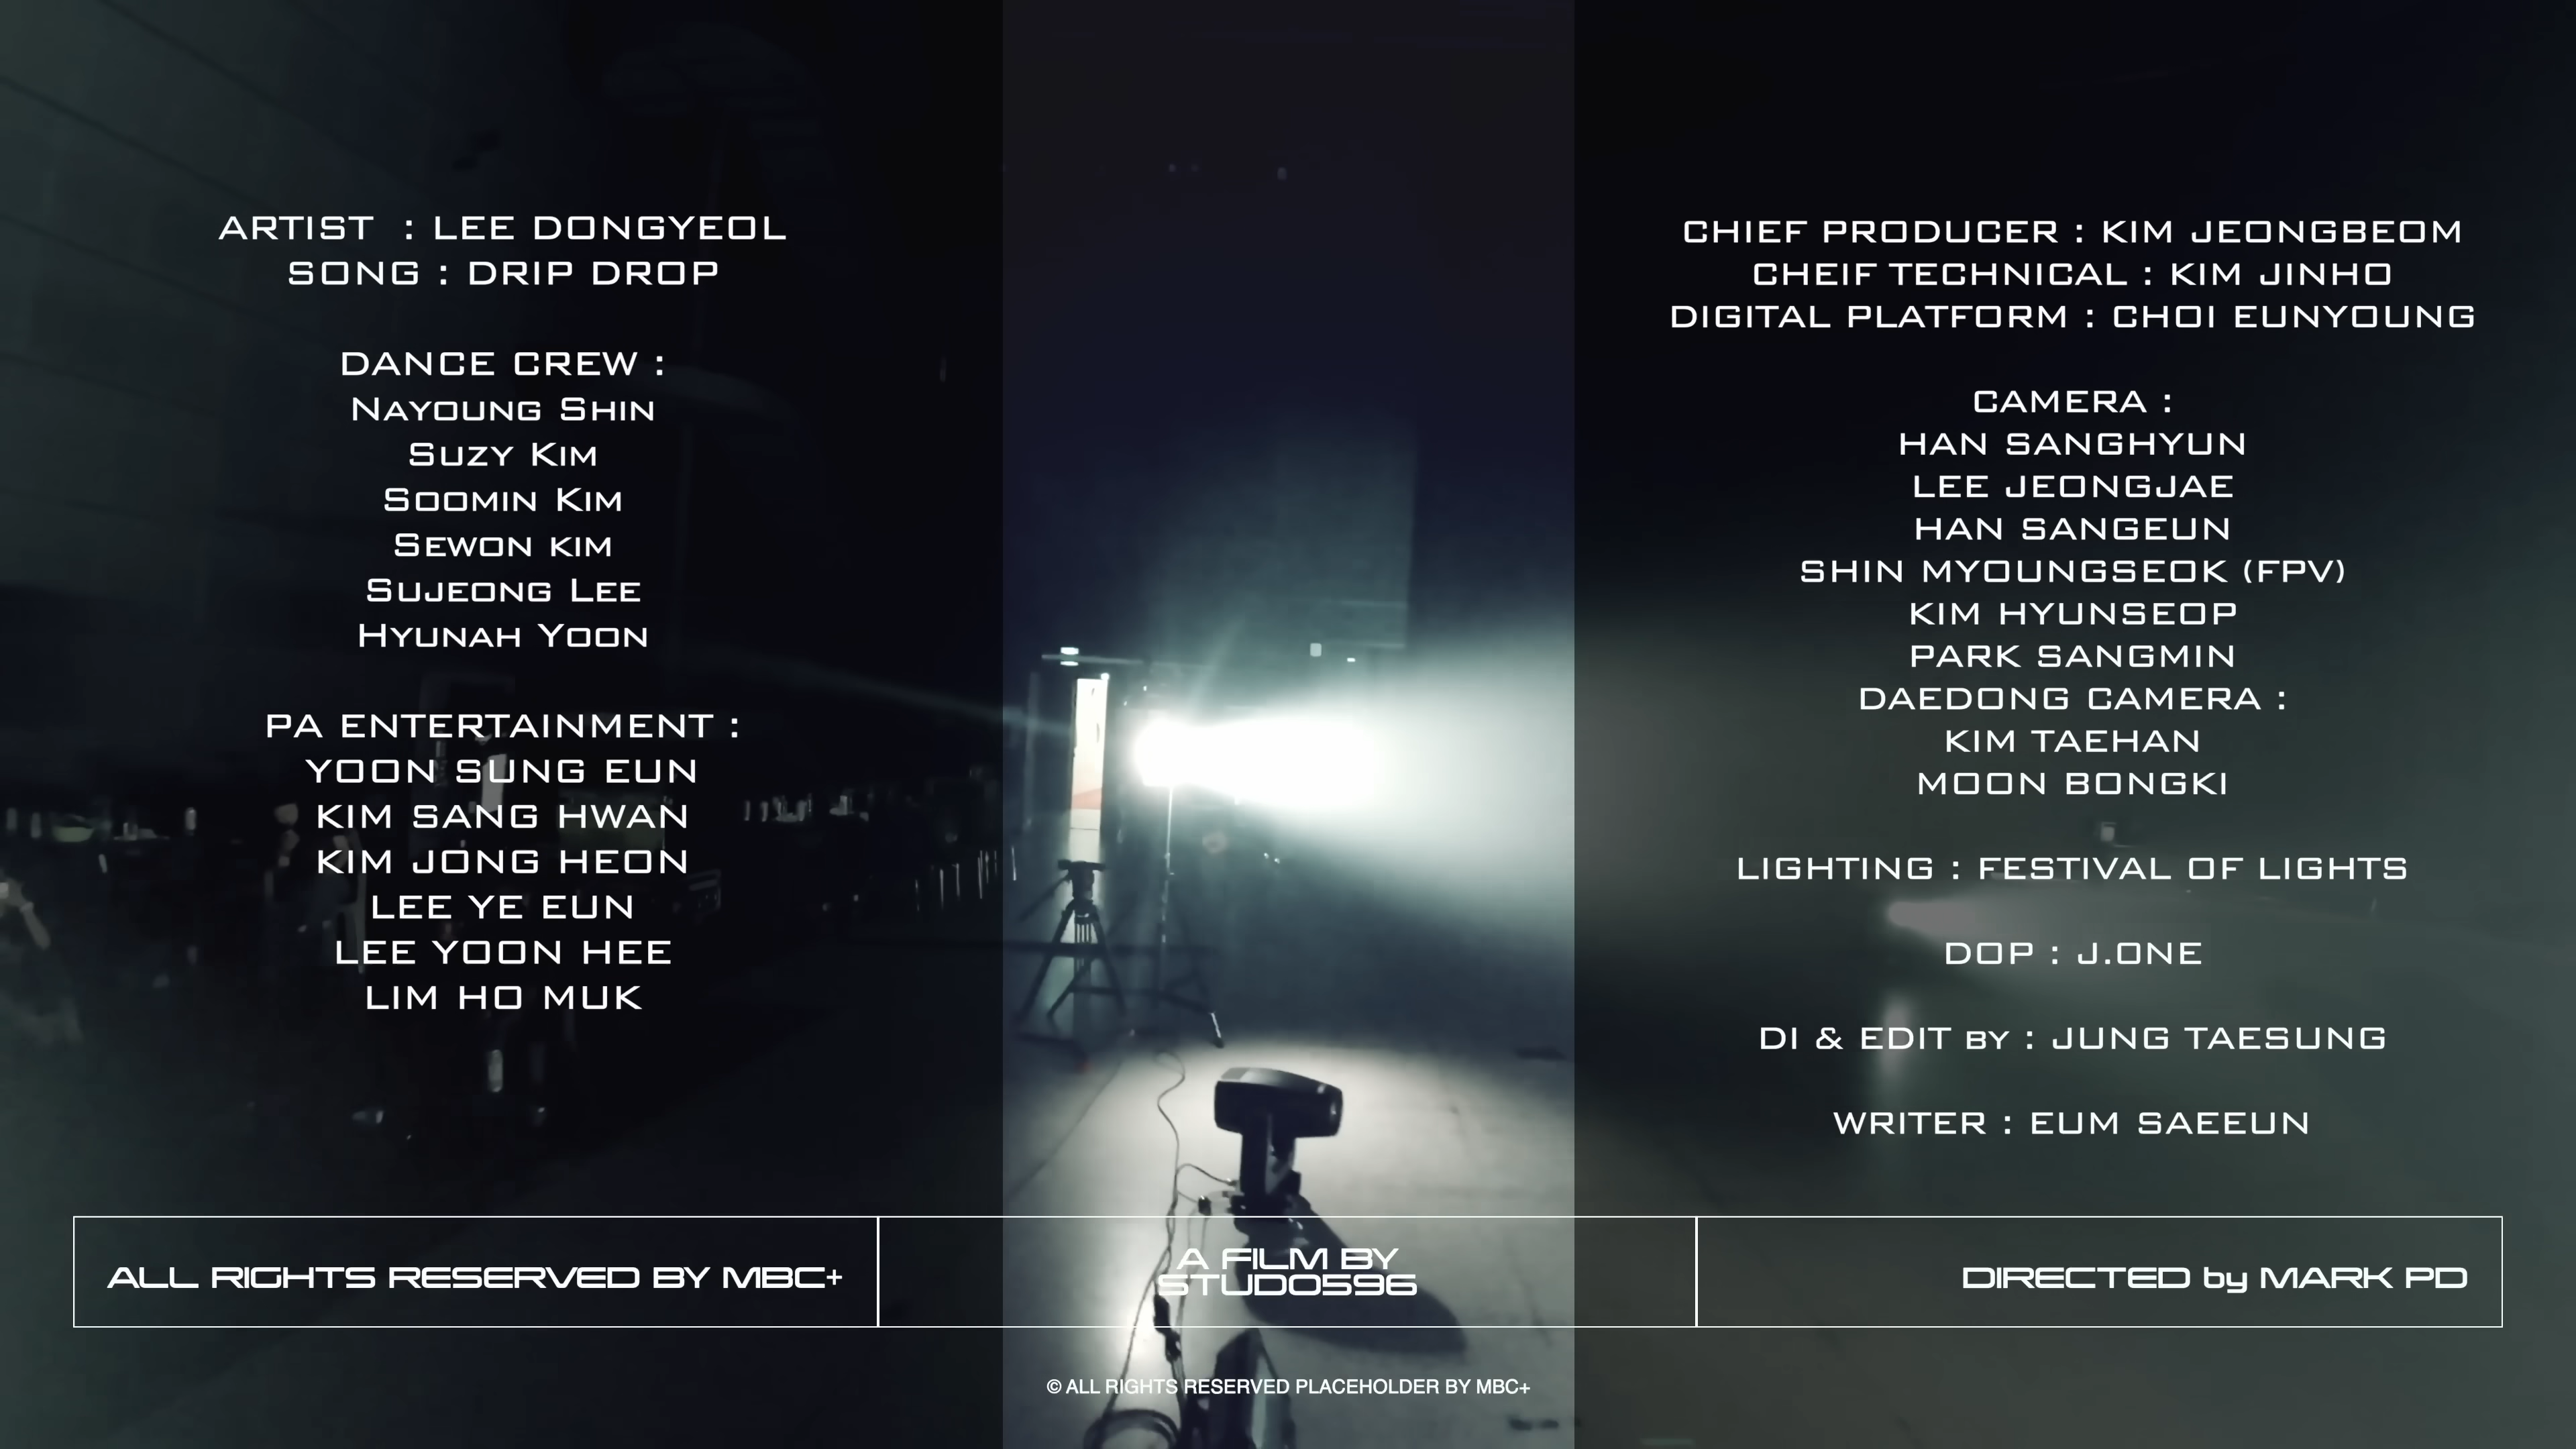 ARTIST : LEE DONGYEOL
SONG : DRIP DROP
DANCE CREW :
Nayoung Shin
Suzy Kim
Soomin Kim
Sewon kim
Sujeong Lee
Hyunah Yoon
PA ENTERTAINMENT :
YOON SUNG EUN
KIM SANG HWAN
KIM JONG HEON
LEE YE EUN
LEE YOON HEE
LIM HO MUK
CHIEF PRODUCER : KIM JEONGBEOM
CHEIF TECHNICAL : KIM JINHO
DIGITAL PLATFORM : CHOI EUNYOUNG
CAMERA :
HAN SANGHYUN
LEE JEONGJAE
HAN SANGEUN
SHIN MYOUNGSEOK (FPV)
KIM HYUNSEOP
PARK SANGMIN
DAEDONG CAMERA :
KIM TAEHAN
MOON BONGKI
LIGHTING : FESTIVAL OF LIGHTS
DOP : J.ONE
DI & EDIT BY : JUNG TAESUNG
WRITER : EUM SAEEUN
ALL RIGHTS RESERVED BY MBC+
A FILM BY
STUDO596
DIRECTED by MARK PD
© ALL RIGHTS RESERVED PLACEHOLDER BY MBC+